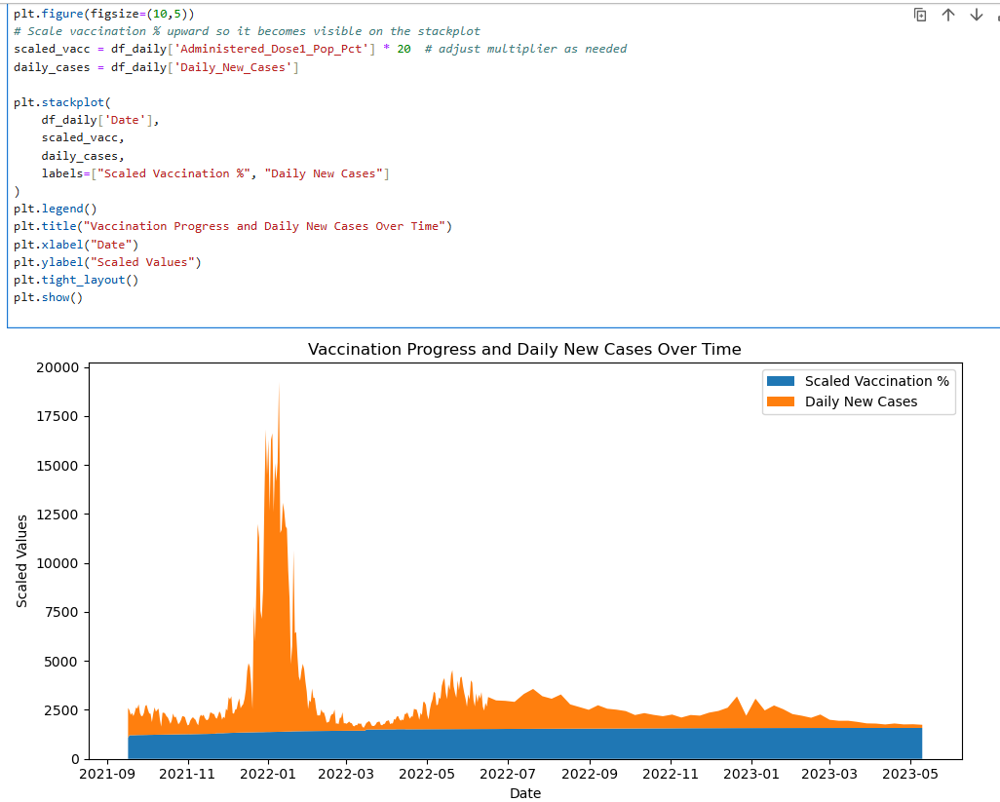 plt.figure(figsize=(10,5))
# Scale vaccination % upward so it becomes visible on the stackplot
scaled_vacc = df_daily['Administered_Dose1_Pop_Pct'] * 20  # adjust multiplier as needed
daily_cases = df_daily['Daily_New_Cases']

plt.stackplot(
    df_daily['Date'],
    scaled_vacc,
    daily_cases,
    labels=["Scaled Vaccination %", "Daily New Cases"]
)
plt.legend()
plt.title("Vaccination Progress and Daily New Cases Over Time")
plt.xlabel("Date")
plt.ylabel("Scaled Values")
plt.tight_layout()
plt.show()
Vaccination Progress and Daily New Cases Over Time
Scaled Vaccination %
Daily New Cases
Scaled Values
20000
17500
15000
12500
10000
7500
5000
2500
0
2021-09 2021-11 2022-01 2022-03 2022-05 2022-07 2022-09 2022-11 2023-01 2023-03 2023-05
Date